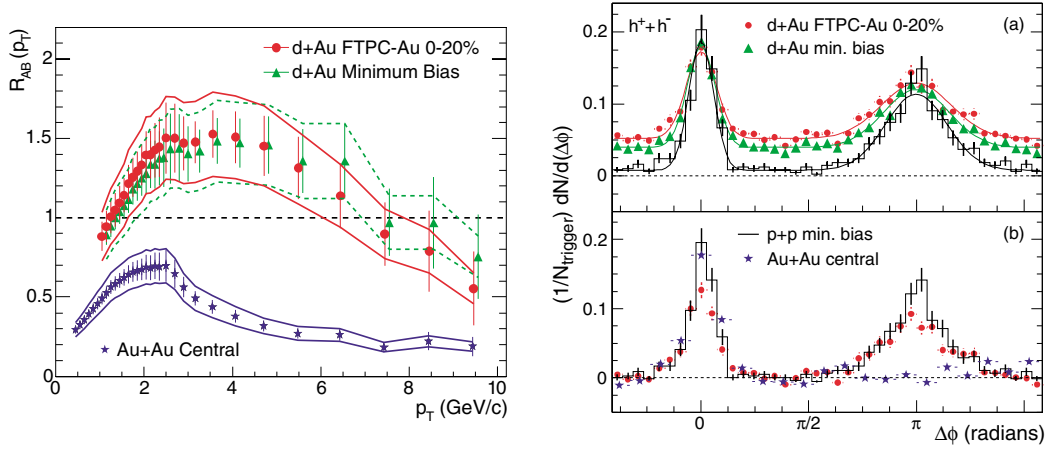 R_AB (p_T)
2
1.5
1
0.5
0
d+Au FTPC-Au 0-20%
d+Au Minimum Bias
Au+Au Central
0 2 4 6 8 10
p_T (GeV/c)
(1/N_trigger) dN/d(Δϕ)
h⁺+h⁻
(a)
d+Au FTPC-Au 0-20%
d+Au min. bias
0.2
0.1
0
(b)
p+p min. bias
Au+Au central
0.2
0.1
0
0 π/2 π Δϕ (radians)